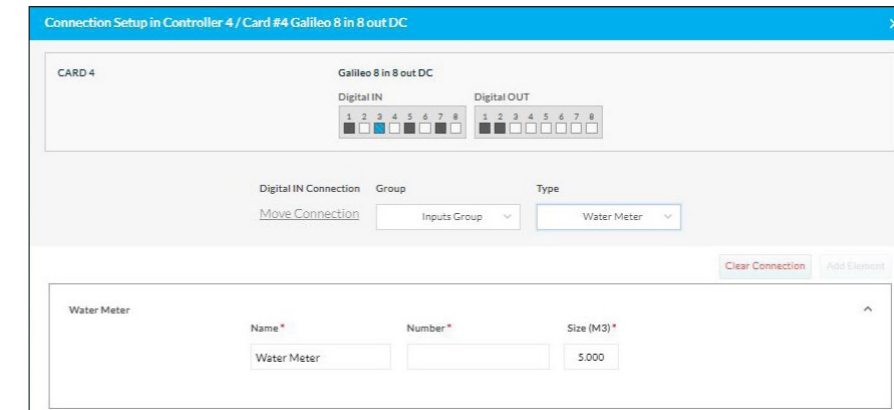 Connection Setup in Controller 4 / Card #4 Galileo 8 in 8 out DC
CARD 4
Galileo 8 in 8 out DC
Digital IN
Digital OUT
1 2 3 4 5 6 7 8
1 2 3 4 5 6 7 8
Digital IN Connection
Group
Type
Move Connection
Inputs Group
Water Meter
Clear Connection
Add Element
Water Meter
Name *
Number *
Size (M3) *
Water Meter
5.000